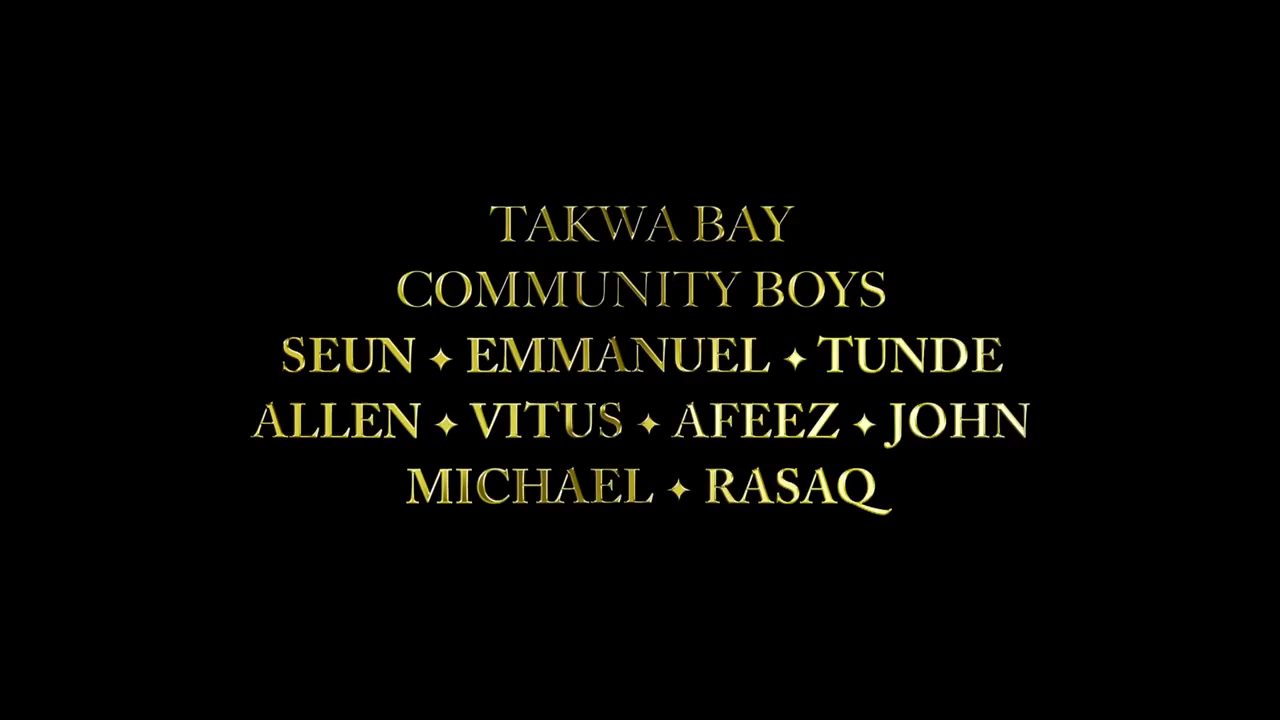 TAKWA BAY
COMMUNITY BOYS
SEUN ✦ EMMANUEL ✦ TUNDE
ALLEN ✦ VITUS ✦ AFEEZ ✦ JOHN
MICHAEL ✦ RASAQ